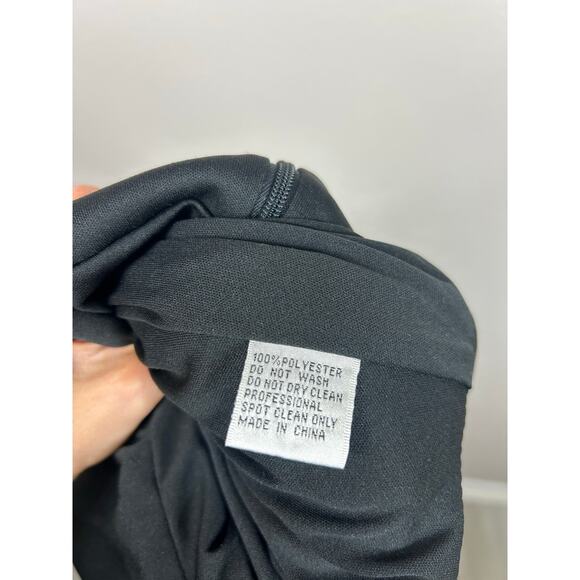 100%POLYESTER
DO NOT WASH
DO NOT DRY CLEAN
PROFESSIONAL
SPOT CLEAN ONLY
MADE IN CHINA